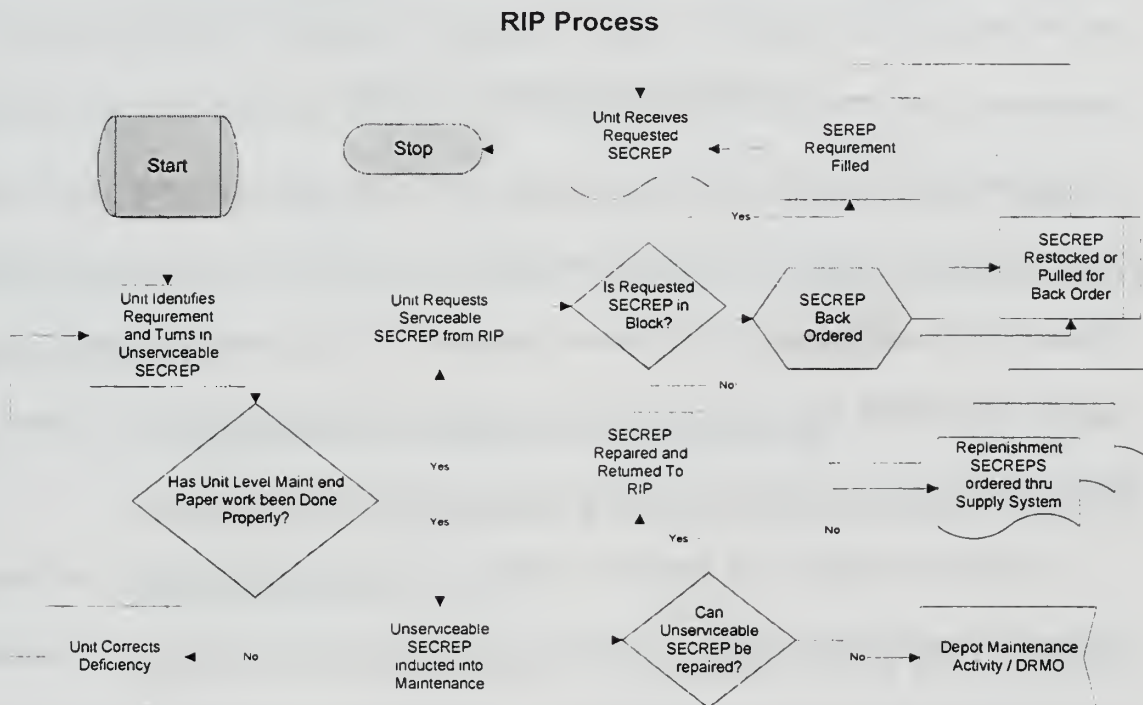 RIP Process
Start
Stop
Unit Receives
Requested
SECREP
SEREP
Requirement
Filled
Yes
Unit Identifies
Requirement
and Turns in
Unserviceable
SECREP
Unit Requests
Serviceable
SECREP from RIP
Is Requested
SECREP in
Block?
SECREP
Back
Ordered
SECREP
Restocked or
Pulled for
Back Order
No
Has Unit Level Maint end
Paper work been Done
Properly?
Yes
Yes
SECREP
Repaired and
Returned To
RIP
Replenishment
SECREPS
ordered thru
Supply System
No
Yes
Unit Corrects
Deficiency
No
Unserviceable
SECREP
inducted into
Maintenance
Can
Unserviceable
SECREP be
repaired?
No
Depot Maintenance
Activity / DRMO